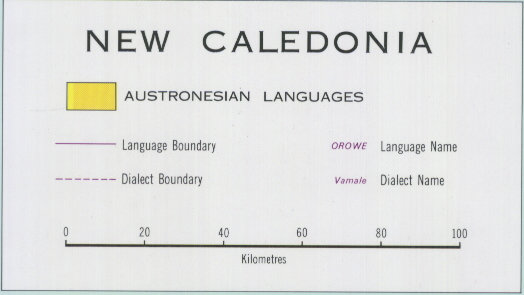 NEW CALEDONIA
AUSTRONESIAN LANGUAGES
Language Boundary
OROWE Language Name
Dialect Boundary
Vamale Dialect Name
0 20 40 60 80 100
Kilometres